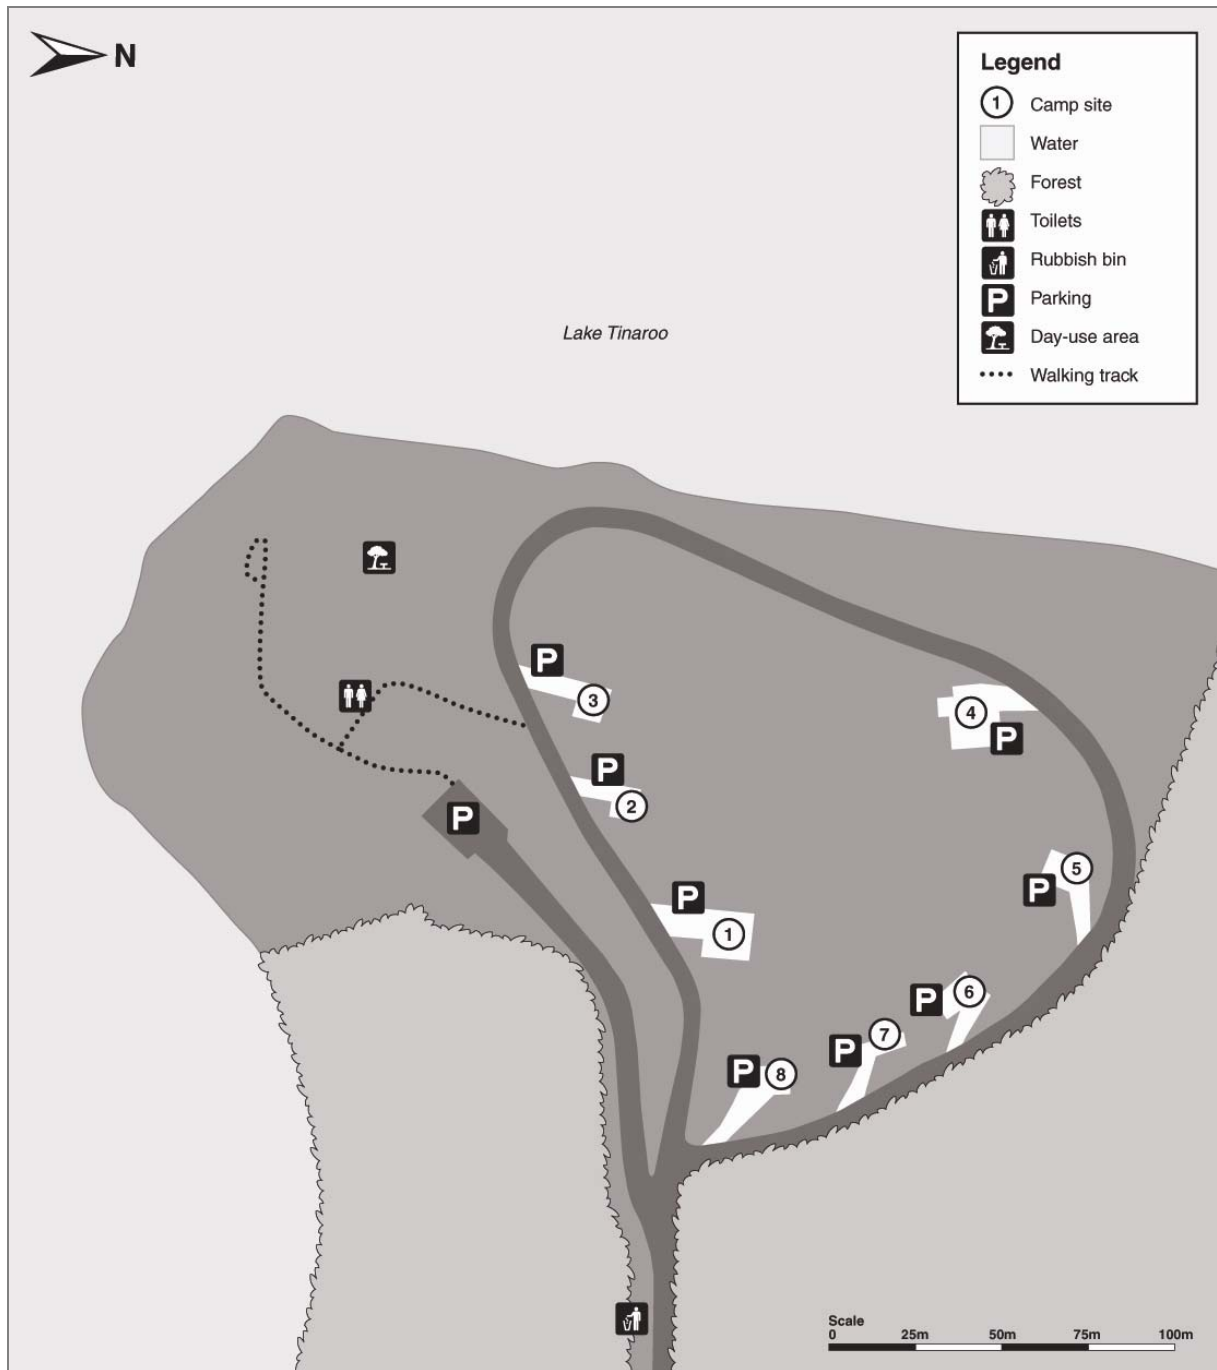 N
Legend
1 Camp site
Water
Forest
Toilets
Rubbish bin
P Parking
Day-use area
Walking track
Lake Tinaroo
P
3
4
P
P
2
P
P
5
P
P
1
6
P
7
P
P
8
Scale
0 25m 50m 75m 100m